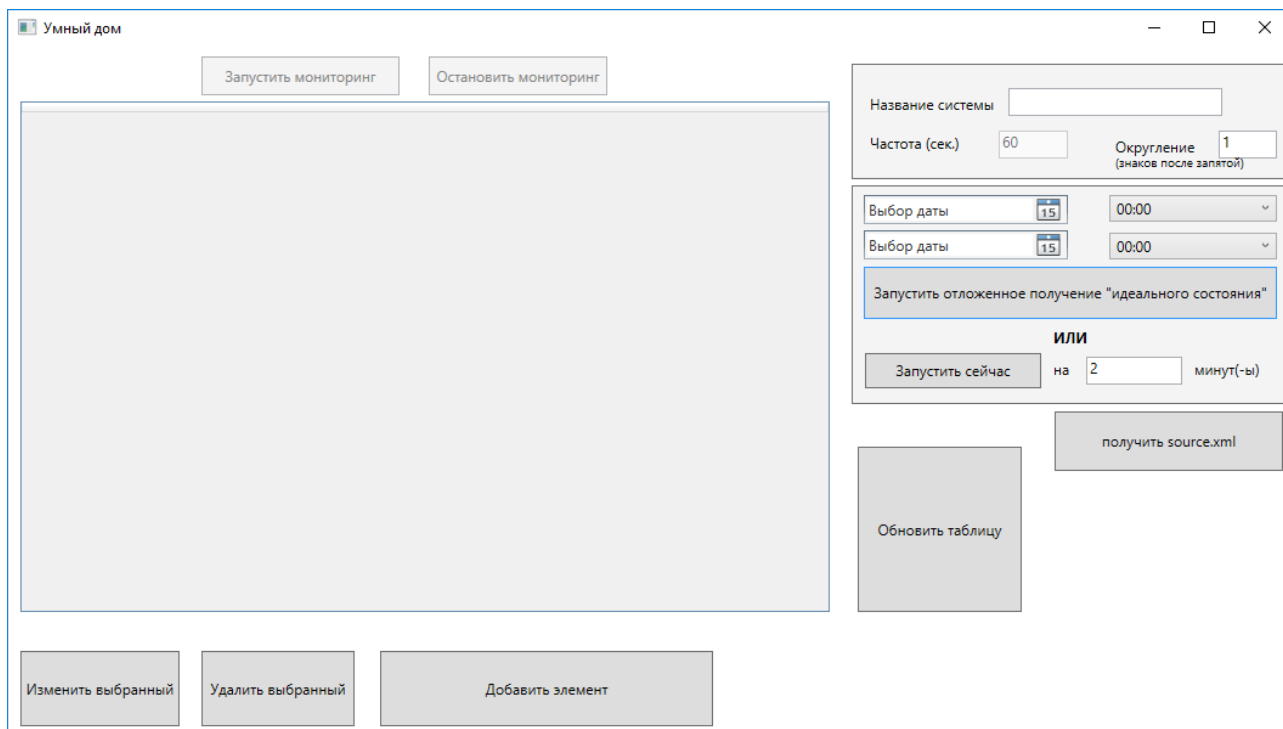 Умный дом
Запустить мониторинг
Остановить мониторинг
Название системы
Частота (сек.)
60
Округление
1
(знаков после запятой)
Выбор даты
15
00:00
Выбор даты
15
00:00
Запустить отложенное получение "идеального состояния"
ИЛИ
Запустить сейчас
на
2
минут(-ы)
получить source.xml
Обновить таблицу
Изменить выбранный
Удалить выбранный
Добавить элемент